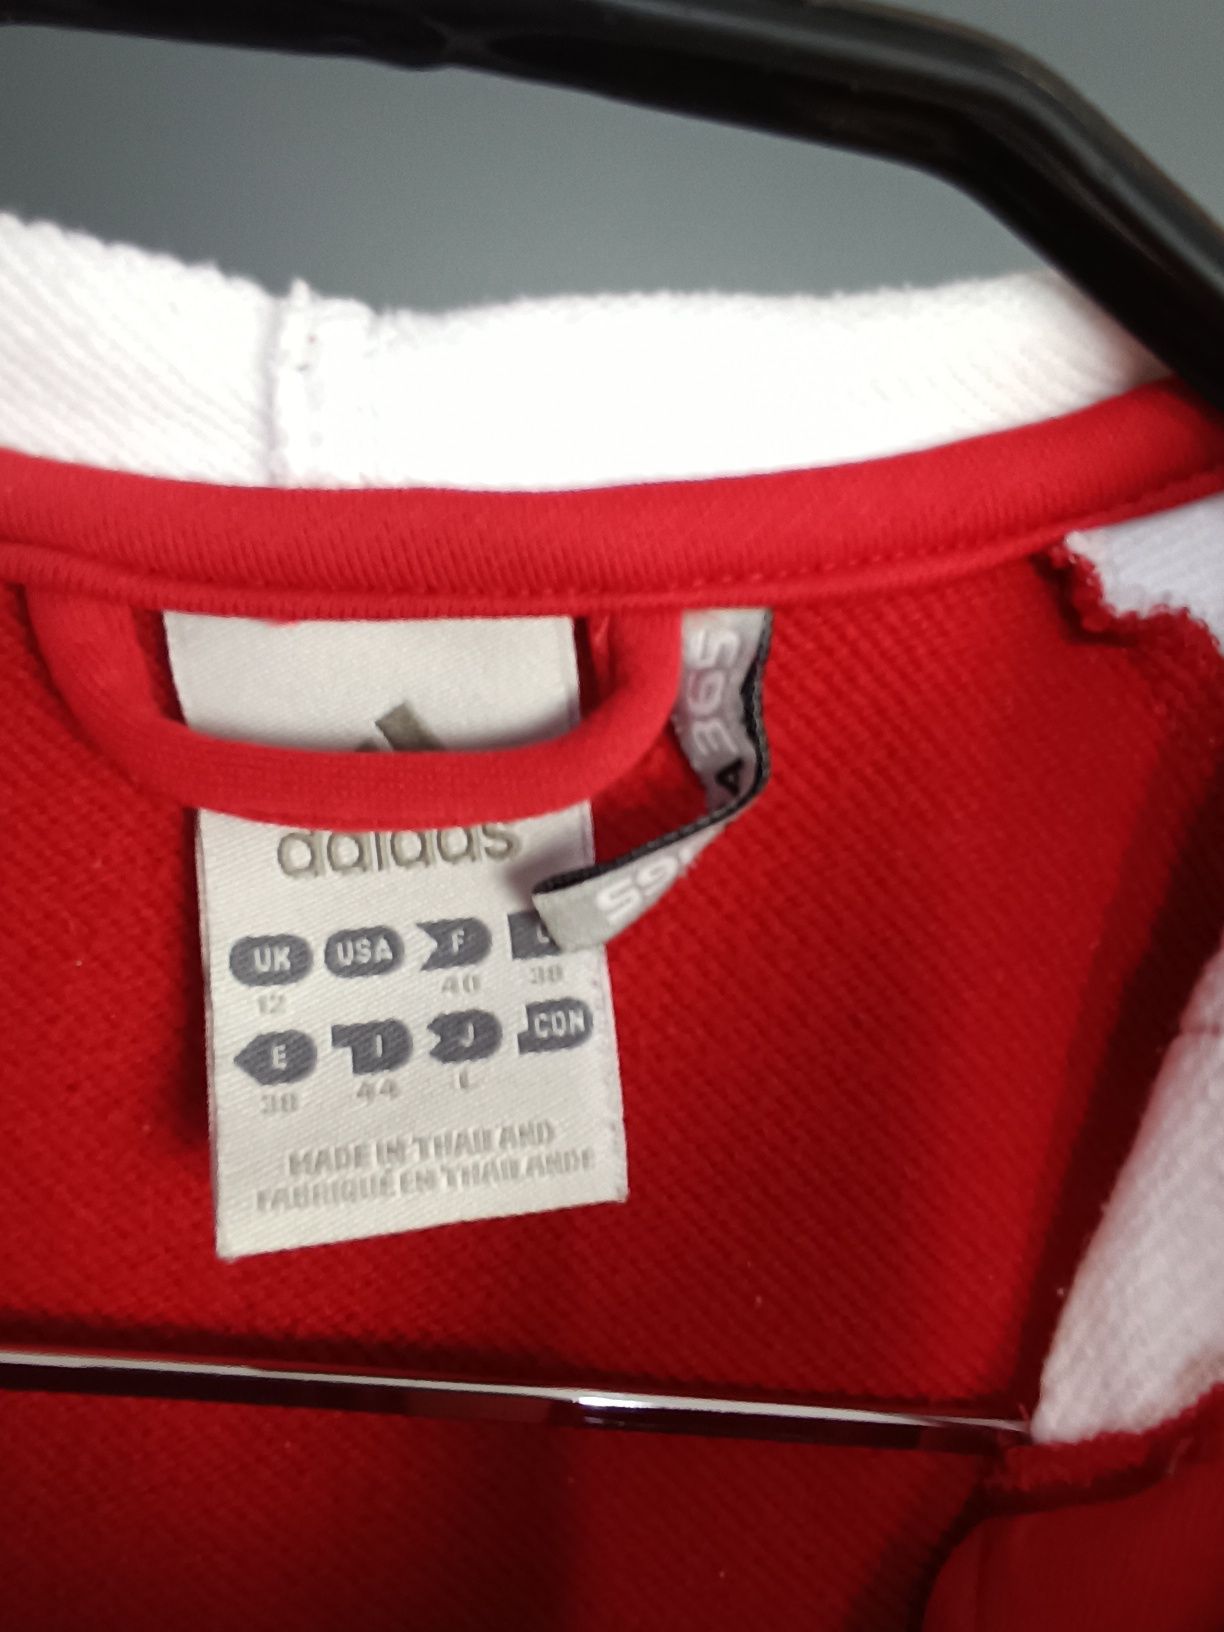 365
A
adidas
UK USA F
12 40 38
E I J CON
38 44 L
MADE IN THAILAND
FABRIQUÉ EN THAILANDE